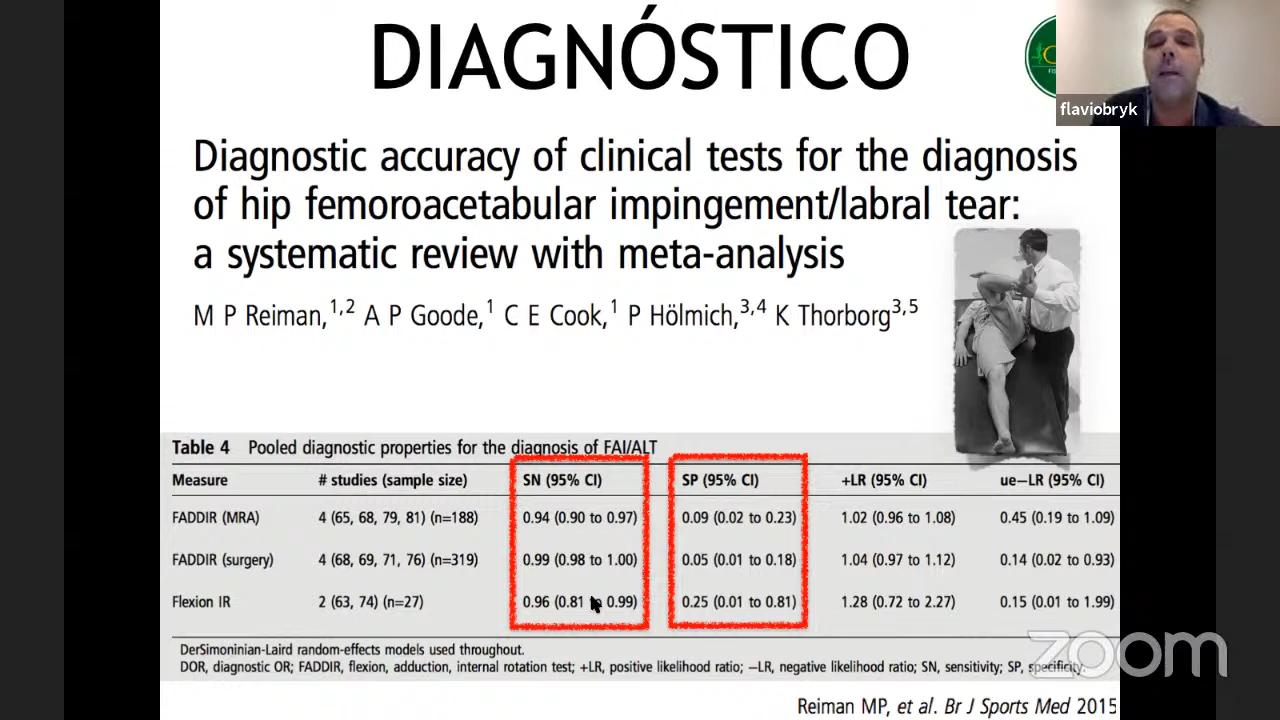 DIAGNÓSTICO
flaviobryk
Diagnostic accuracy of clinical tests for the diagnosis
of hip femoroacetabular impingement/labral tear:
a systematic review with meta-analysis
M P Reiman,1,2 A P Goode,1 C E Cook,1 P Hölmich,3,4 K Thorborg3,5
Table 4 Pooled diagnostic properties for the diagnosis of FAI/ALT
Measure # studies (sample size) SN (95% CI) SP (95% CI) +LR (95% CI) ue−LR (95% CI)
FADDIR (MRA) 4 (65, 68, 79, 81) (n=188) 0.94 (0.90 to 0.97) 0.09 (0.02 to 0.23) 1.02 (0.96 to 1.08) 0.45 (0.19 to 1.09)
FADDIR (surgery) 4 (68, 69, 71, 76) (n=319) 0.99 (0.98 to 1.00) 0.05 (0.01 to 0.18) 1.04 (0.97 to 1.12) 0.14 (0.02 to 0.93)
Flexion IR 2 (63, 74) (n=27) 0.96 (0.81 to 0.99) 0.25 (0.01 to 0.81) 1.28 (0.72 to 2.27) 0.15 (0.01 to 1.99)
DerSimoninian-Laird random-effects models used throughout.
DOR, diagnostic OR; FADDIR, flexion, adduction, internal rotation test; +LR, positive likelihood ratio; −LR, negative likelihood ratio; SN, sensitivity; SP, specificity.
zoom
Reiman MP, et al. Br J Sports Med 2015